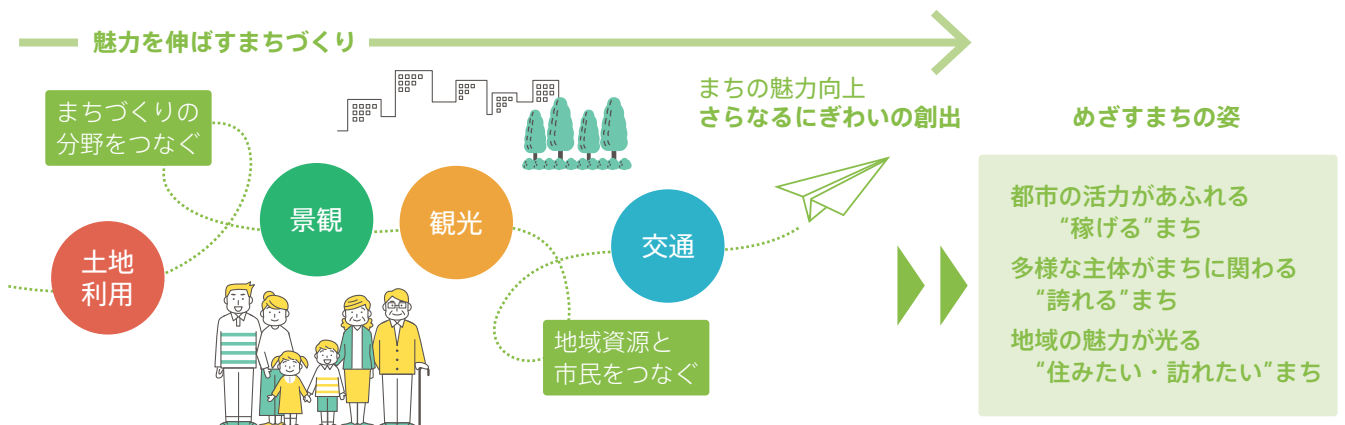 魅力を伸ばすまちづくり
まちづくりの
分野をつなぐ
土地
利用
景観
観光
地域資源と
市民をつなぐ
交通
まちの魅力向上
さらなるにぎわいの創出
めざすまちの姿
都市の活力があふれる
“稼げる”まち
多様な主体がまちに関わる
“誇れる”まち
地域の魅力が光る
“住みたい・訪れたい”まち